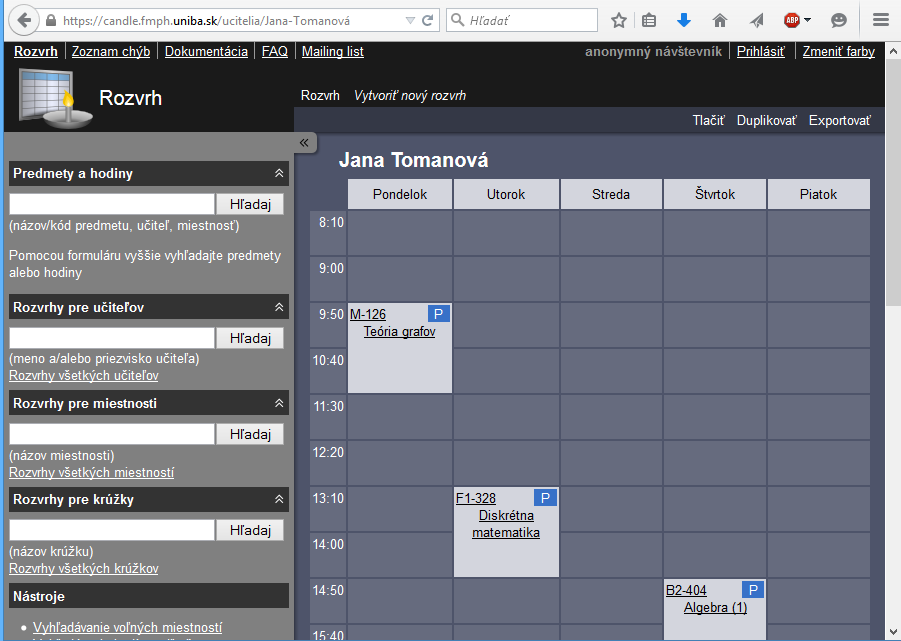 https://candle.fmph.uniba.sk/ucitelia/Jana-Tomanová
Hľadať
ABP
Rozvrh Zoznam chýb Dokumentácia FAQ Mailing list
anonymný návštevník Prihlásiť Zmeniť farby
Rozvrh
Rozvrh Vytvoriť nový rozvrh
Tlačiť Duplikovať Exportovať
«
Predmety a hodiny
Hľadaj
(názov/kód predmetu, učiteľ, miestnosť)
Pomocou formuláru vyššie vyhľadajte predmety
alebo hodiny
Rozvrhy pre učiteľov
Hľadaj
(meno a/alebo priezvisko učiteľa)
Rozvrhy všetkých učiteľov
Rozvrhy pre miestnosti
Hľadaj
(názov miestnosti)
Rozvrhy všetkých miestností
Rozvrhy pre krúžky
Hľadaj
(názov krúžku)
Rozvrhy všetkých krúžkov
Nástroje
Vyhľadávanie voľných miestností
Jana Tomanová
Pondelok Utorok Streda Štvrtok Piatok
8:10
9:00
9:50 M-126 P
Teória grafov
10:40
11:30
12:20
13:10 F1-328 P
Diskrétna
matematika
14:00
14:50 B2-404 P
Algebra (1)
15:40